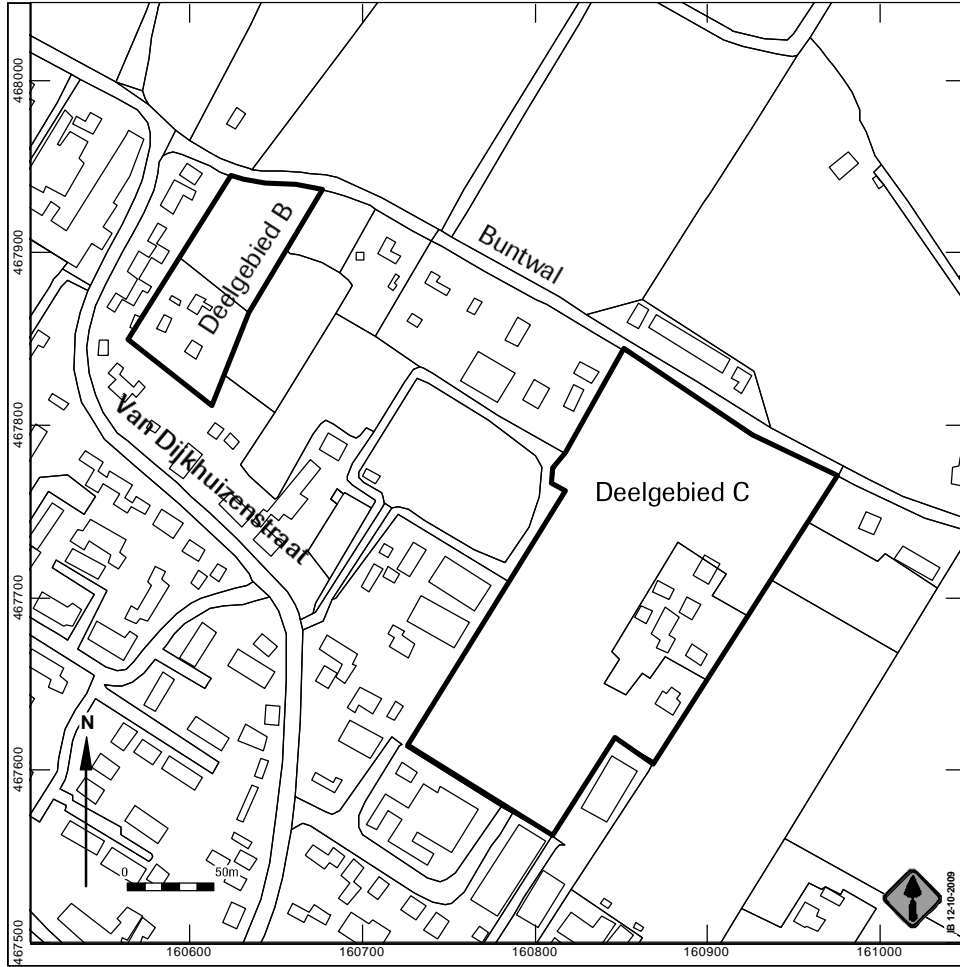 468000
467900
467800
467700
467600
467500
Buntwal
Deelgebied B
Van Dijkhuizenstraat
Deelgebied C
N
0 50m
160600 160700 160800 160900 161000
JB 12-10-2009